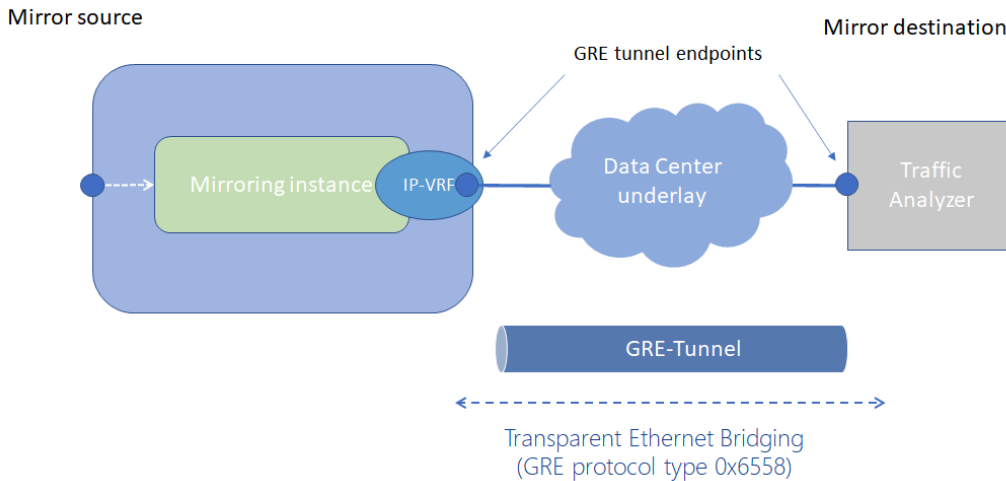 Mirror source
Mirror destination
GRE tunnel endpoints
Mirroring instance
IP-VRF
Data Center
underlay
Traffic
Analyzer
GRE-Tunnel
Transparent Ethernet Bridging
(GRE protocol type 0x6558)